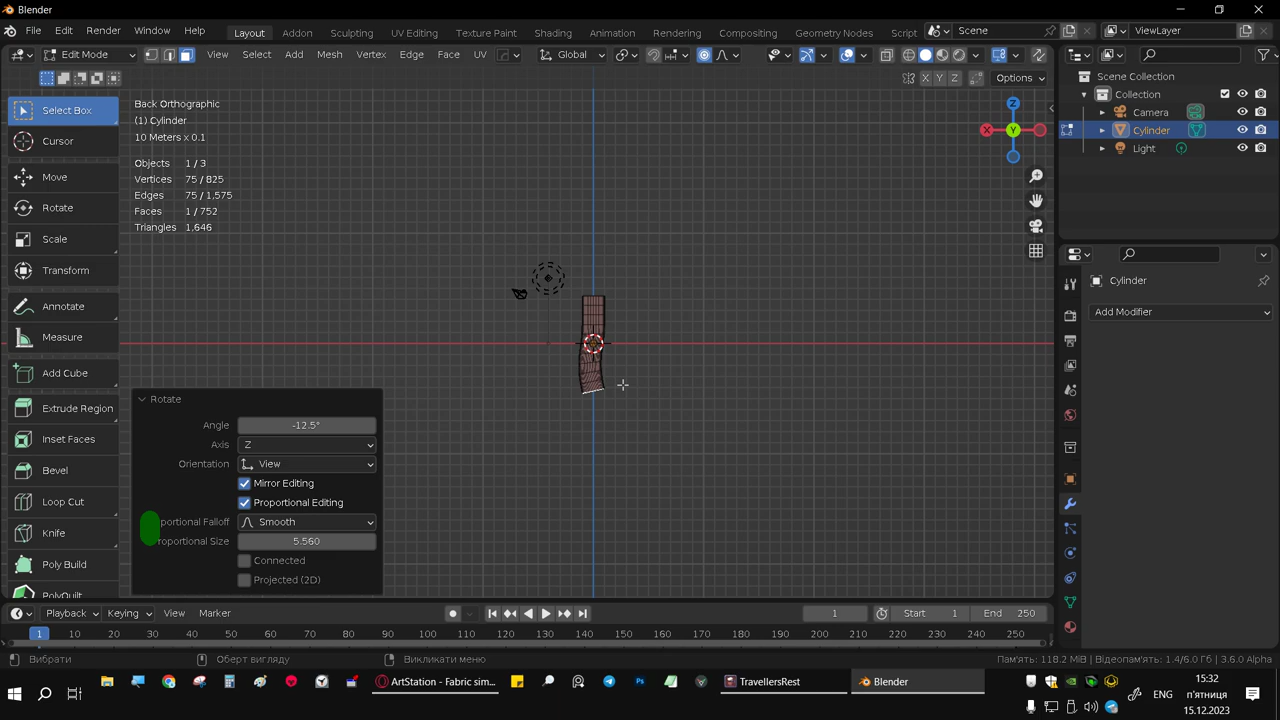 Blender
File Edit Render Window Help Layout Addon Sculpting UV Editing Texture Paint Shading Animation Rendering Compositing Geometry Nodes Script Scene ViewLayer
Edit Mode View Select Add Mesh Vertex Edge Face UV Global
X Y Z Options
Select Box
Cursor
Move
Rotate
Scale
Transform
Annotate
Measure
Add Cube
Extrude Region
Inset Faces
Bevel
Loop Cut
Knife
Poly Build
PolyQuilt
Back Orthographic
(1) Cylinder
10 Meters x 0.1
Objects 1 / 3
Vertices 75 / 825
Edges 75 / 1,575
Faces 1 / 752
Triangles 1,646
Z
X Y
Rotate
Angle -12.5°
Axis Z
Orientation View
Mirror Editing
Proportional Editing
portional Falloff Smooth
roportional Size 5.560
Connected
Projected (2D)
Scene Collection
Collection
Camera
Cylinder
Light
Cylinder
Add Modifier
Playback Keying View Marker 1 Start 1 End 250
1 10 20 30 40 50 60 70 80 90 100 110 120 130 140 150 160 170 180 190 200 210 220 230 240 250
Вибрати Оберт вигляду Викликати меню Пам'ять: 118.2 МіБ | Відеопам'ять: 1.4/6.0 Гб | 3.6.0 Alpha
ArtStation - Fabric sim... TravellersRest Blender
ENG
15:32
п'ятниця
15.12.2023